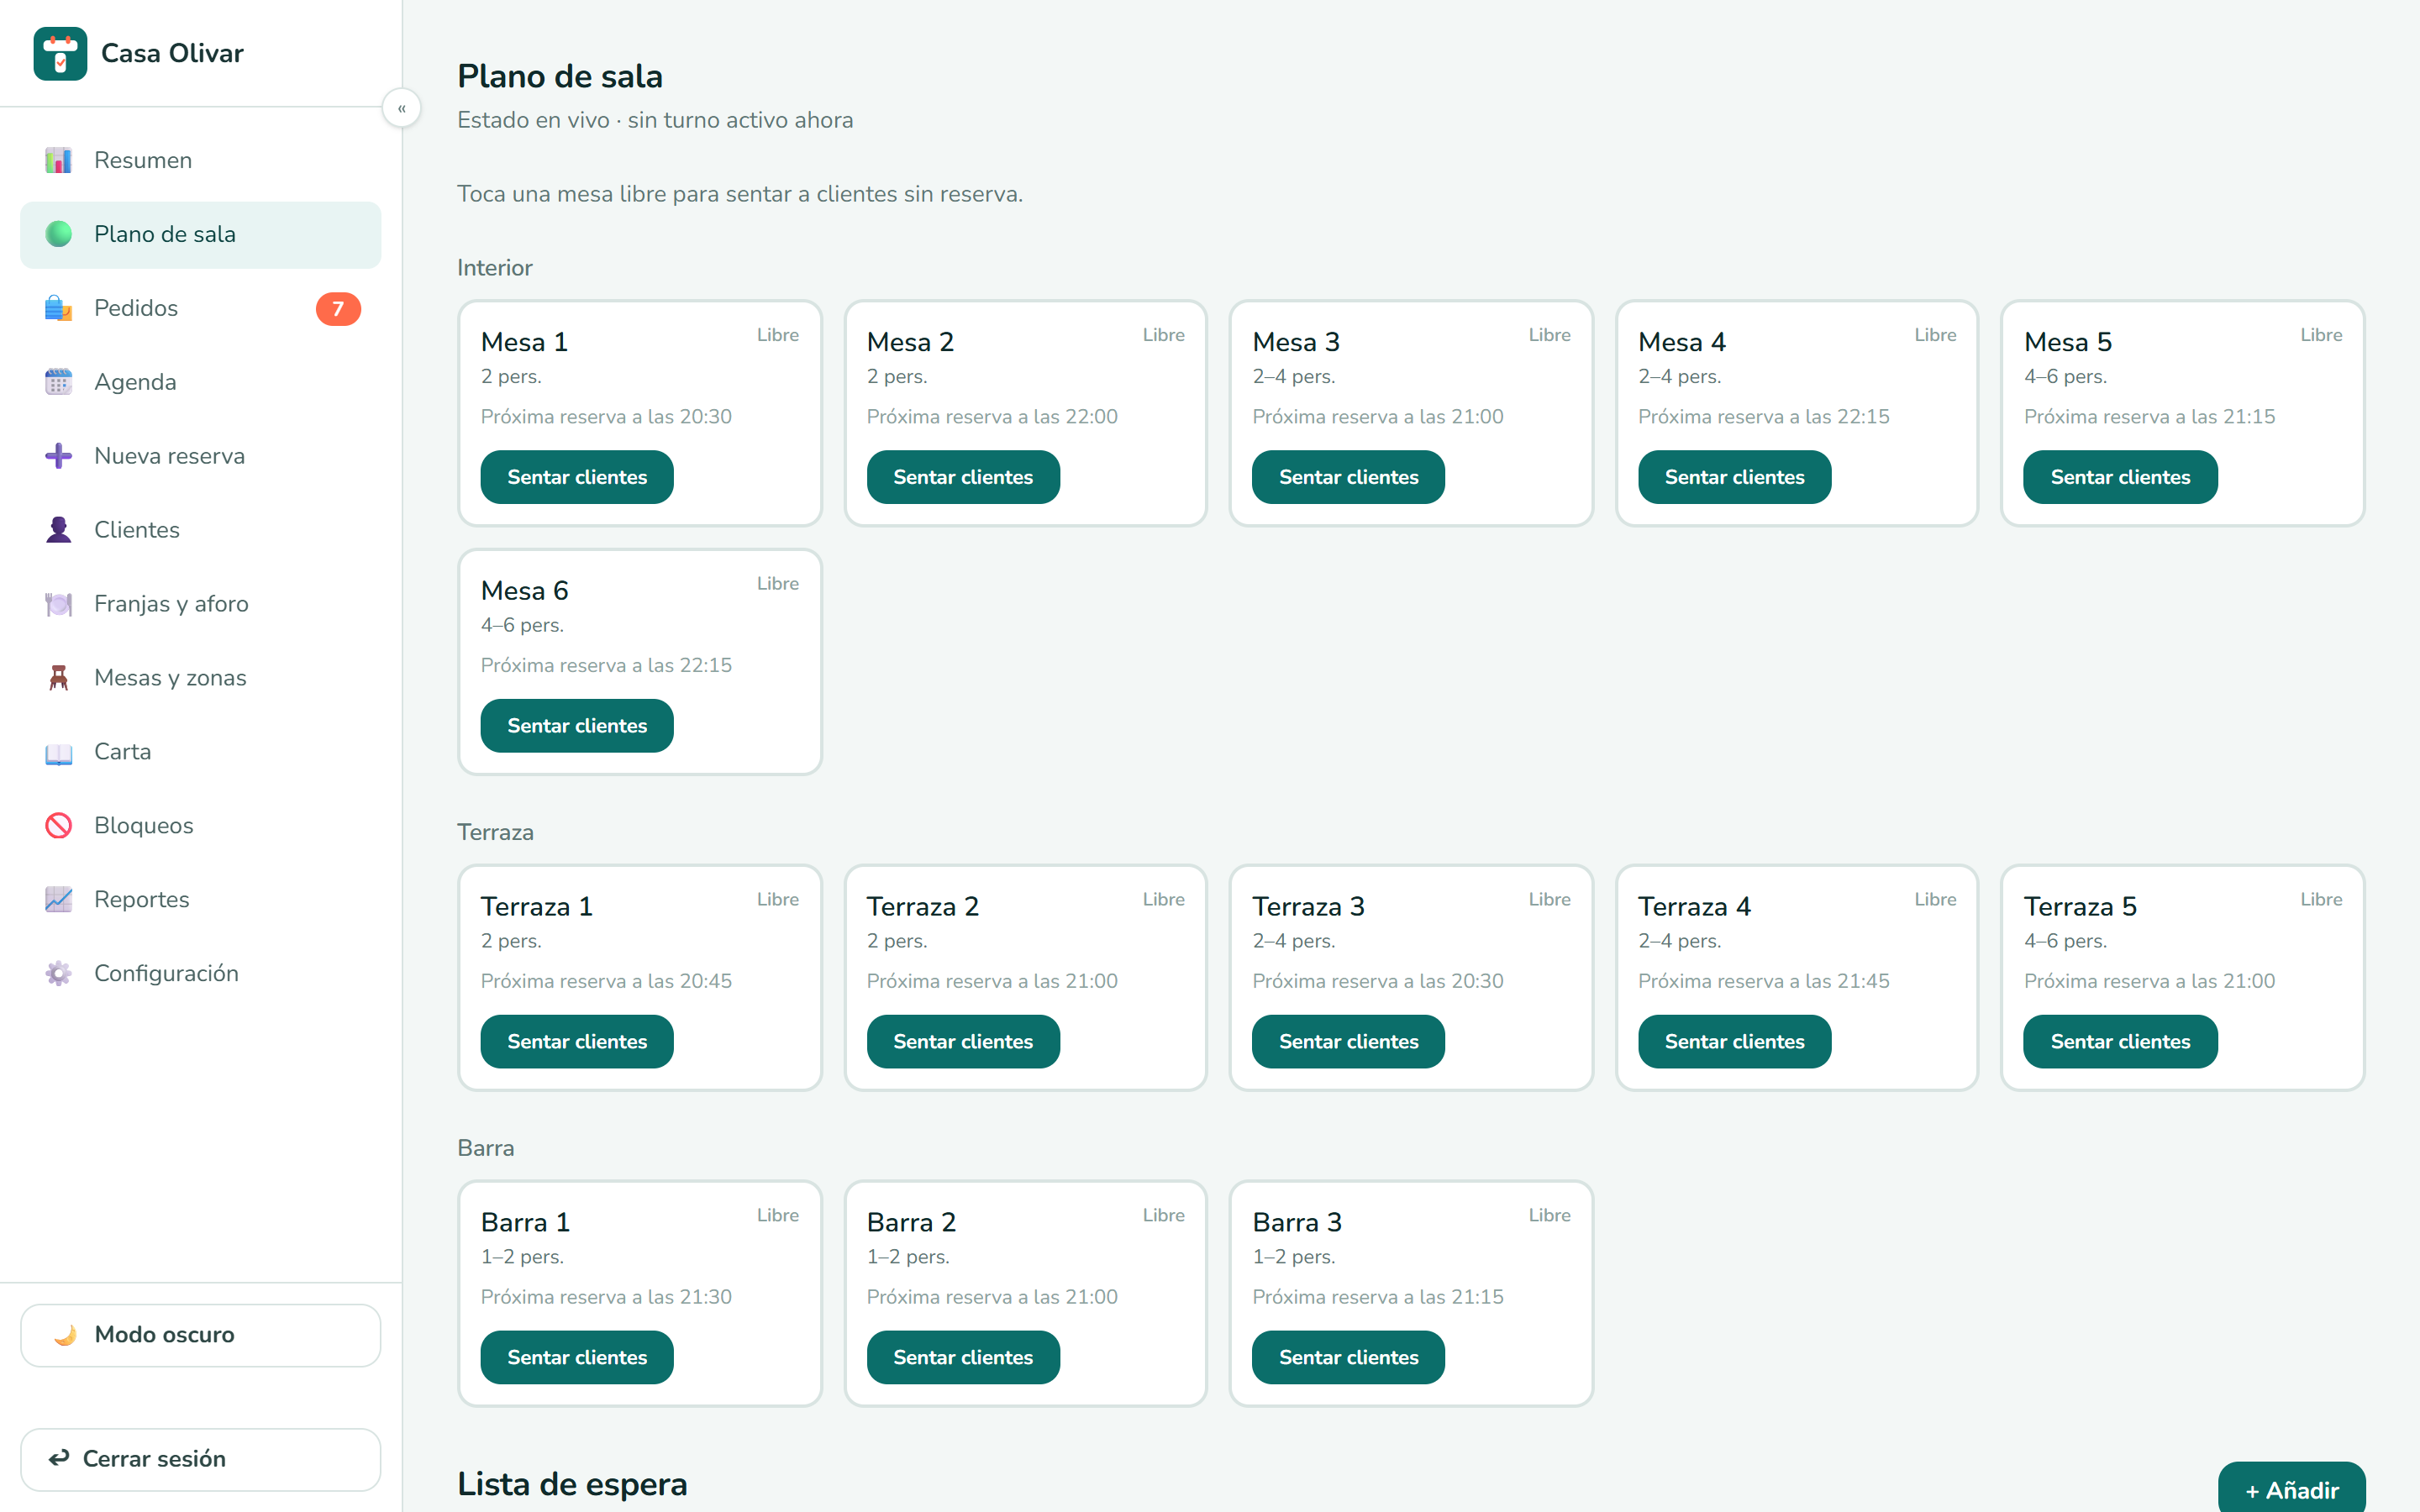 Casa Olivar
«
Resumen
Plano de sala
Pedidos
7
Agenda
Nueva reserva
Clientes
Franjas y aforo
Mesas y zonas
Carta
Bloqueos
Reportes
Configuración
Modo oscuro
Cerrar sesión
Plano de sala
Estado en vivo · sin turno activo ahora
Toca una mesa libre para sentar a clientes sin reserva.
Interior
Mesa 1
Libre
2 pers.
Próxima reserva a las 20:30
Sentar clientes
Mesa 2
Libre
2 pers.
Próxima reserva a las 22:00
Sentar clientes
Mesa 3
Libre
2–4 pers.
Próxima reserva a las 21:00
Sentar clientes
Mesa 4
Libre
2–4 pers.
Próxima reserva a las 22:15
Sentar clientes
Mesa 5
Libre
4–6 pers.
Próxima reserva a las 21:15
Sentar clientes
Mesa 6
Libre
4–6 pers.
Próxima reserva a las 22:15
Sentar clientes
Terraza
Terraza 1
Libre
2 pers.
Próxima reserva a las 20:45
Sentar clientes
Terraza 2
Libre
2 pers.
Próxima reserva a las 21:00
Sentar clientes
Terraza 3
Libre
2–4 pers.
Próxima reserva a las 20:30
Sentar clientes
Terraza 4
Libre
2–4 pers.
Próxima reserva a las 21:45
Sentar clientes
Terraza 5
Libre
4–6 pers.
Próxima reserva a las 21:00
Sentar clientes
Barra
Barra 1
Libre
1–2 pers.
Próxima reserva a las 21:30
Sentar clientes
Barra 2
Libre
1–2 pers.
Próxima reserva a las 21:00
Sentar clientes
Barra 3
Libre
1–2 pers.
Próxima reserva a las 21:15
Sentar clientes
Lista de espera
+ Añadir